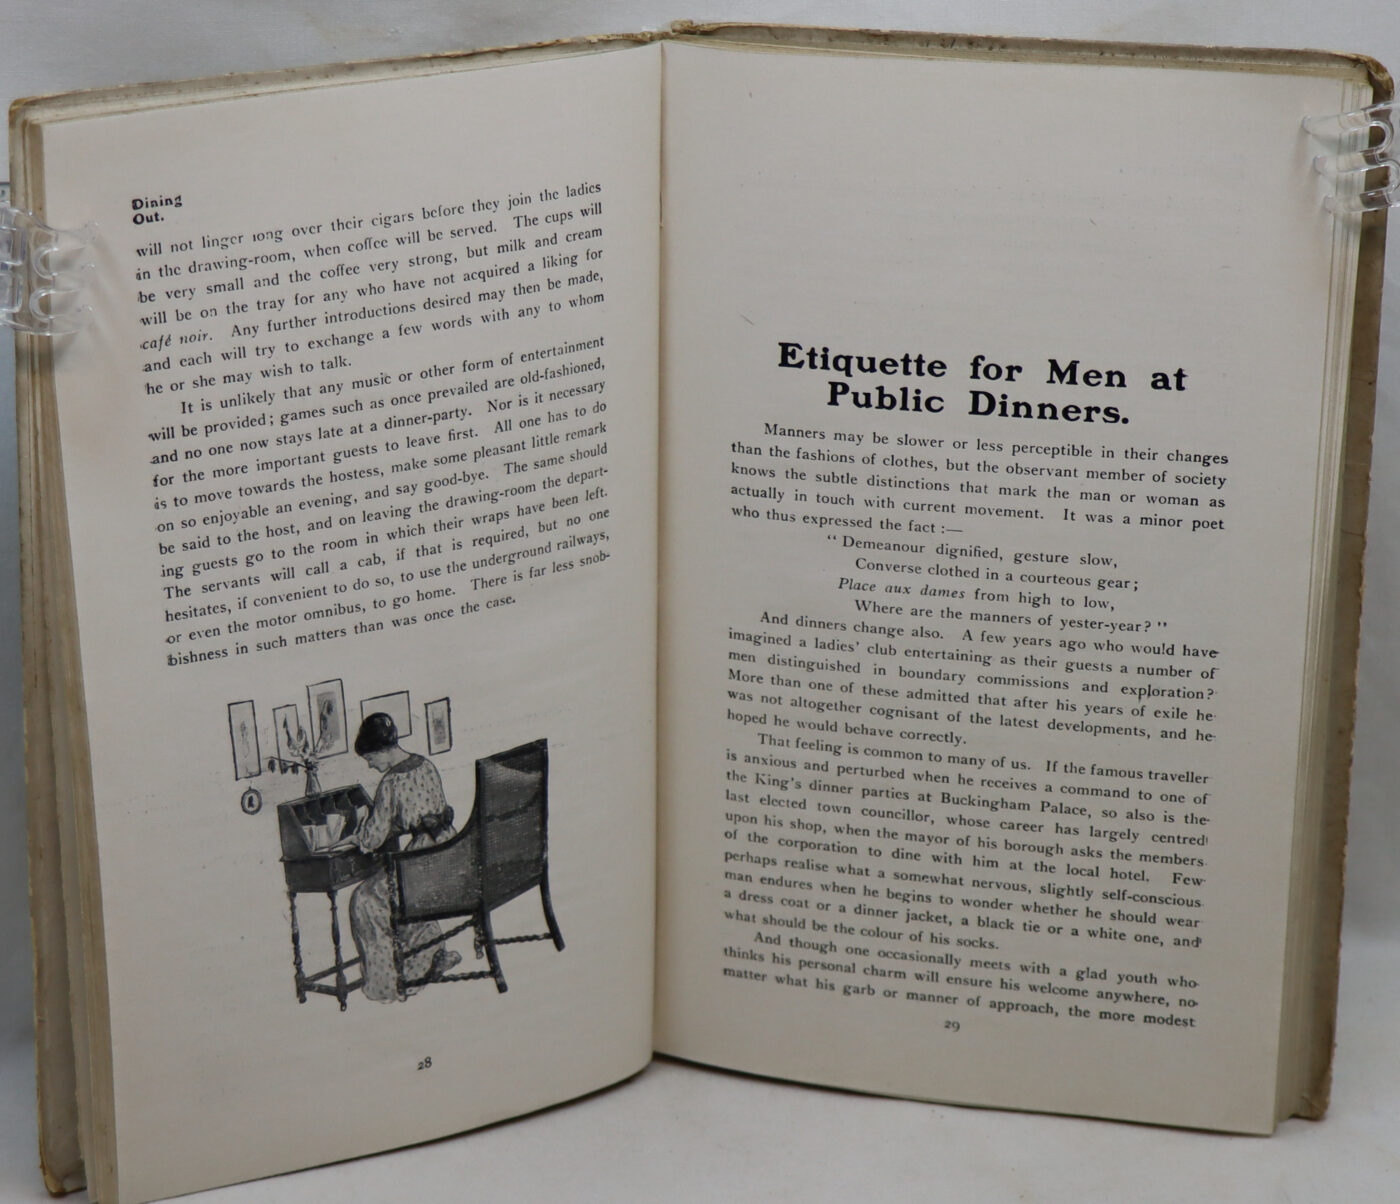 Dining
Out.
will not linger long over their cigars before they join the ladies
in the drawing-room, when coffee will be served. The cups will
be very small and the coffee very strong, but milk and cream
will be on the tray for any who have not acquired a liking for
café noir. Any further introductions desired may then be made,
and each will try to exchange a few words with any to whom
he or she may wish to talk.
It is unlikely that any music or other form of entertainment
will be provided; games such as once prevailed are old-fashioned,
and no one now stays late at a dinner-party. Nor is it necessary
for the more important guests to leave first. All one has to do
is to move towards the hostess, make some pleasant little remark
on so enjoyable an evening, and say good-bye. The same should
be said to the host, and on leaving the drawing-room the depart-
ing guests go to the room in which their wraps have been left.
The servants will call a cab, if that is required, but no one
hesitates, if convenient to do so, to use the underground railways,
or even the motor omnibus, to go home. There is far less snob-
bishness in such matters than was once the case.
28
Etiquette for Men at
Public Dinners.
Manners may be slower or less perceptible in their changes
than the fashions of clothes, but the observant member of society
knows the subtle distinctions that mark the man or woman as
actually in touch with current movement. It was a minor poet
who thus expressed the fact :—
" Demeanour dignified, gesture slow,
Converse clothed in a courteous gear ;
Place aux dames from high to low,
Where are the manners of yester-year? "
And dinners change also. A few years ago who would have
imagined a ladies' club entertaining as their guests a number of
men distinguished in boundary commissions and exploration?
More than one of these admitted that after his years of exile he
was not altogether cognisant of the latest developments, and he
hoped he would behave correctly.
That feeling is common to many of us. If the famous traveller
is anxious and perturbed when he receives a command to one of
the King's dinner parties at Buckingham Palace, so also is the
last elected town councillor, whose career has largely centred
upon his shop, when the mayor of his borough asks the members
of the corporation to dine with him at the local hotel. Few
perhaps realise what a somewhat nervous, slightly self-conscious
man endures when he begins to wonder whether he should wear
a dress coat or a dinner jacket, a black tie or a white one, and
what should be the colour of his socks.
And though one occasionally meets with a glad youth who
thinks his personal charm will ensure his welcome anywhere, no
matter what his garb or manner of approach, the more modest
29